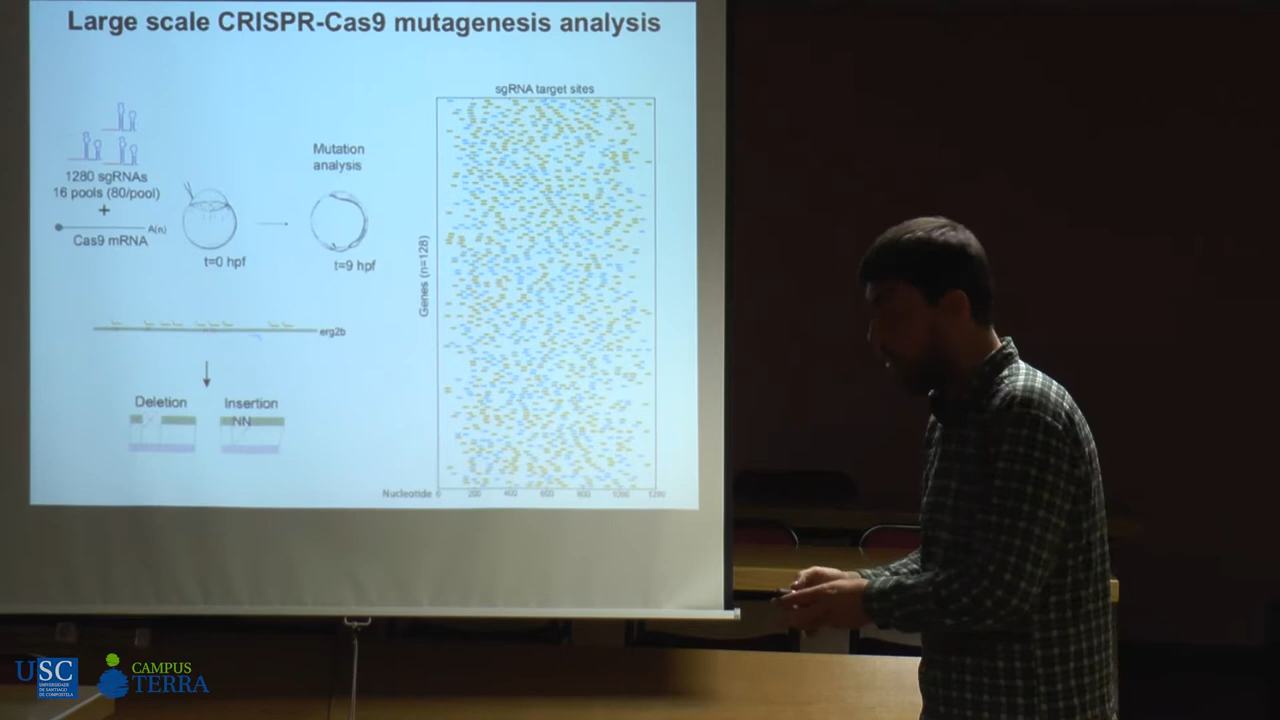 Large scale CRISPR-Cas9 mutagenesis analysis
1280 sgRNAs
16 pools (80/pool)
+
A(n)
Cas9 mRNA
t=0 hpf
Mutation
analysis
t=9 hpf
erg2b
Deletion
Insertion
NN
sgRNA target sites
Genes (n=128)
Nucleotide 0 200 400 600 800 1000 1200
USC
UNIVERSIDADE
DE SANTIAGO
DE COMPOSTELA
CAMPUS
TERRA